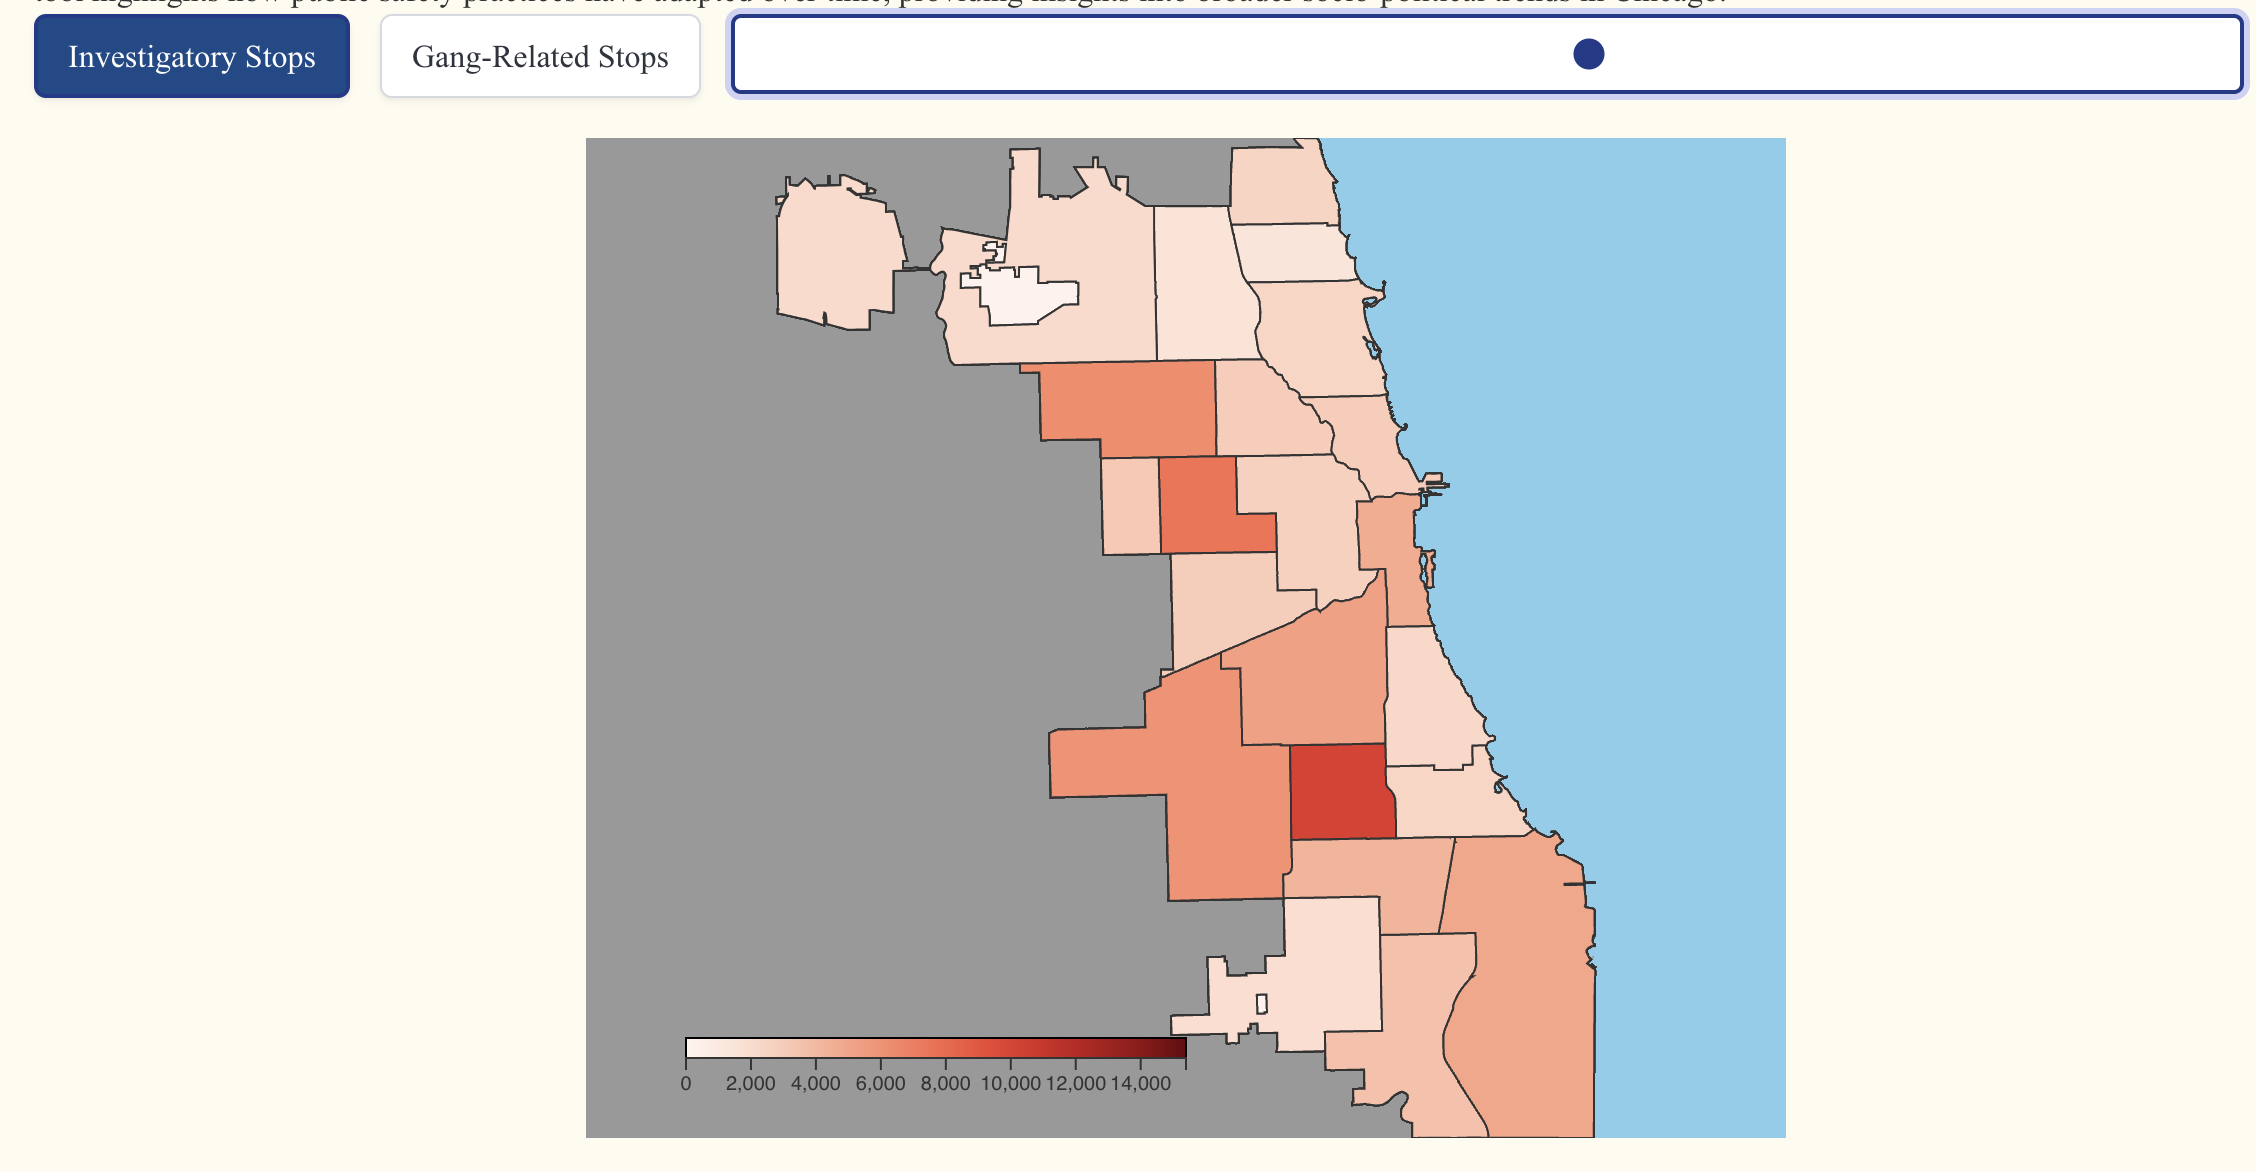 tool highlights how public safety practices have adapted over time, providing insights into broader socio-political trends in Chicago.
Investigatory Stops
Gang-Related Stops
0 2,000 4,000 6,000 8,000 10,000 12,000 14,000